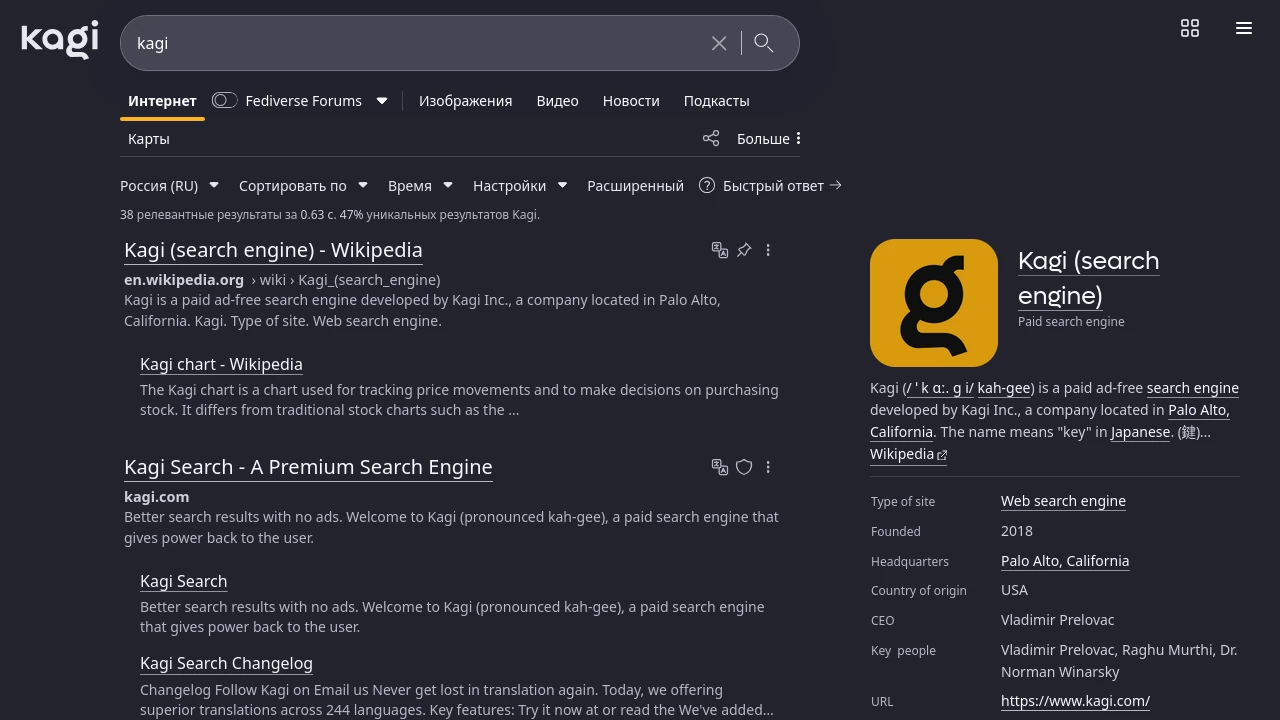 kagi
kagi
Интернет Fediverse Forums Изображения Видео Новости Подкасты
Карты Больше
Россия (RU) Сортировать по Время Настройки Расширенный Быстрый ответ
38 релевантные результаты за 0.63 с. 47% уникальных результатов Kagi.
Kagi (search engine) - Wikipedia
en.wikipedia.org › wiki › Kagi_(search_engine)
Kagi is a paid ad-free search engine developed by Kagi Inc., a company located in Palo Alto,
California. Kagi. Type of site. Web search engine.
Kagi chart - Wikipedia
The Kagi chart is a chart used for tracking price movements and to make decisions on purchasing
stock. It differs from traditional stock charts such as the ...
Kagi Search - A Premium Search Engine
kagi.com
Better search results with no ads. Welcome to Kagi (pronounced kah-gee), a paid search engine that
gives power back to the user.
Kagi Search
Better search results with no ads. Welcome to Kagi (pronounced kah-gee), a paid search engine
that gives power back to the user.
Kagi Search Changelog
Changelog Follow Kagi on Email us Never get lost in translation again. Today, we offering
superior translations across 244 languages. Key features: Try it now at or read the We've added...
g
Kagi (search
engine)
Paid search engine
Kagi (/ˈkɑː.ɡi/ kah-gee) is a paid ad-free search engine
developed by Kagi Inc., a company located in Palo Alto,
California. The name means "key" in Japanese. (鍵)...
Wikipedia
Type of site Web search engine
Founded 2018
Headquarters Palo Alto, California
Country of origin USA
CEO Vladimir Prelovac
Key people Vladimir Prelovac, Raghu Murthi, Dr.
Norman Winarsky
URL https://www.kagi.com/